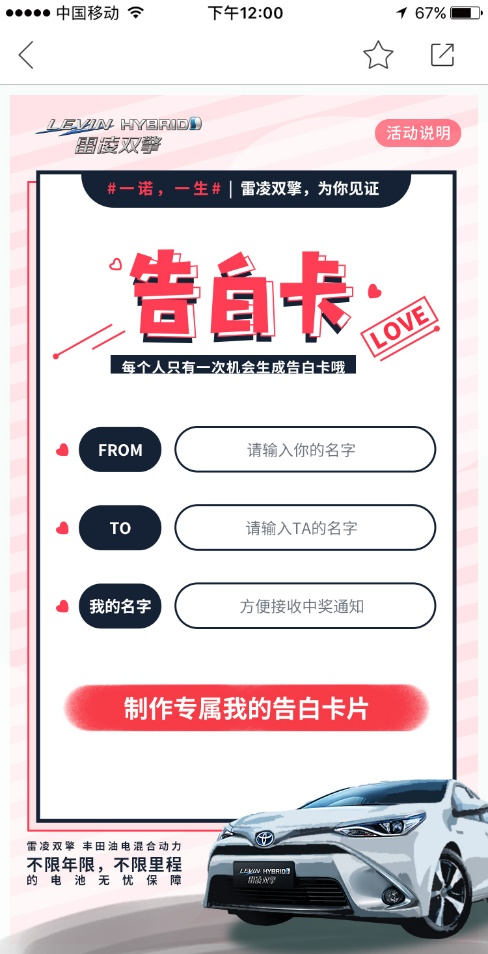 中国移动
下午12:00
67%
LEVIN HYBRID
雷凌双擎
活动说明
#一诺，一生# | 雷凌双擎，为你见证
告白卡
LOVE
每个人只有一次机会生成告白卡哦
FROM
请输入你的名字
TO
请输入TA的名字
我的名字
方便接收中奖通知
制作专属我的告白卡片
雷凌双擎 丰田油电混合动力
不限年限，不限里程
的电池无忧保障
LEVIN HYBRID
雷凌双擎